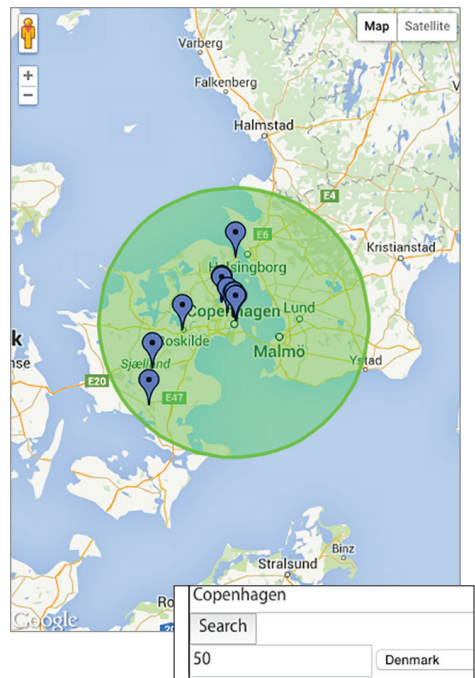 Map Satellite
Varberg
Falkenberg
Halmstad
E4
E6
Kristianstad
Helsingborg
Copenhagen Lund
Malmö
Ystad
Sjælland
E20
E47
Binz
Stralsund
Google
Copenhagen
Search
50 Denmark